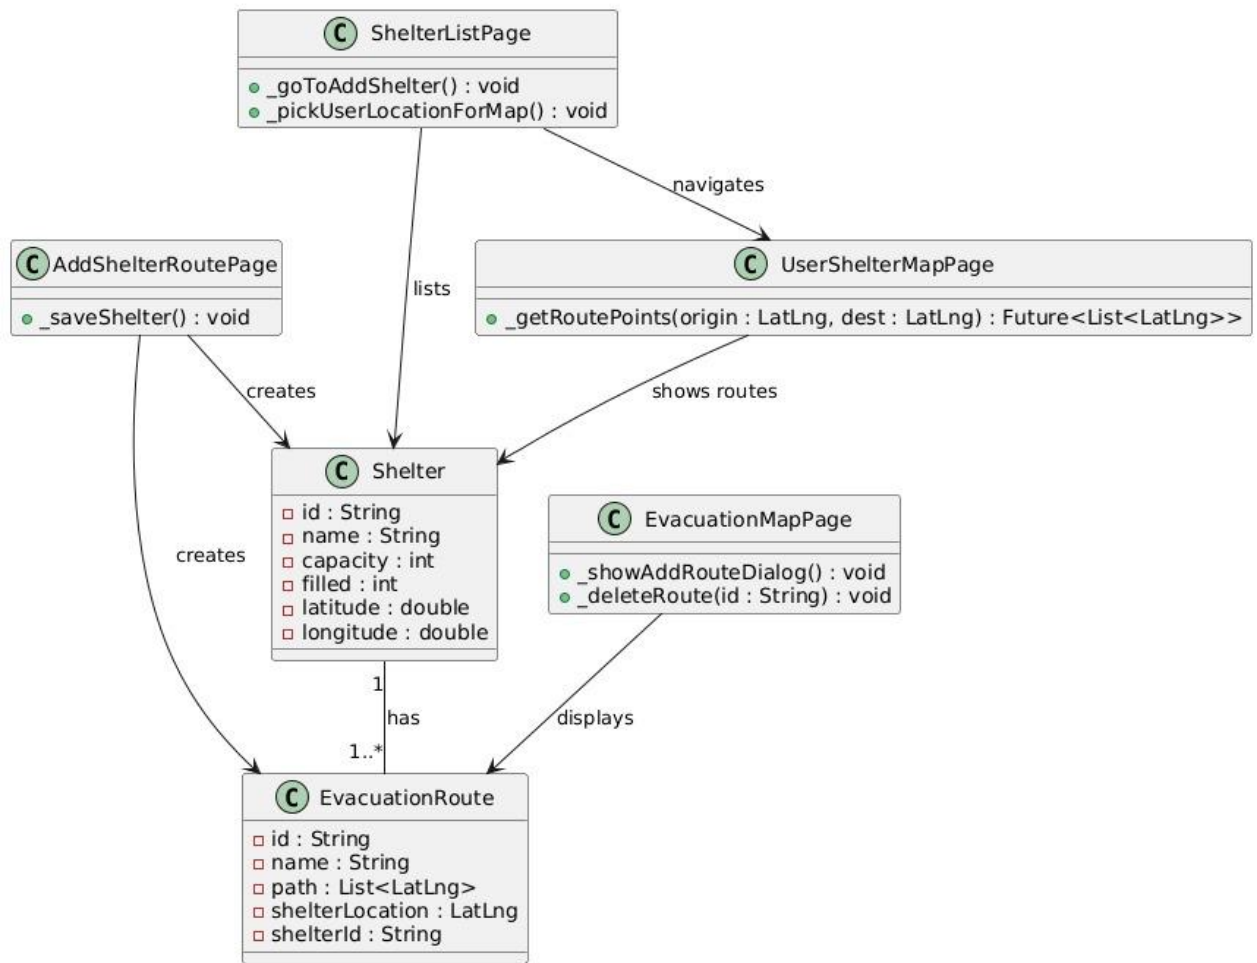 C ShelterListPage
_goToAddShelter() : void
_pickUserLocationForMap() : void
navigates
C AddShelterRoutePage
_saveShelter() : void
C UserShelterMapPage
_getRoutePoints(origin : LatLng, dest : LatLng) : Future<List<LatLng>>
lists
creates
shows routes
C Shelter
id : String
name : String
capacity : int
filled : int
latitude : double
longitude : double
C EvacuationMapPage
_showAddRouteDialog() : void
_deleteRoute(id : String) : void
creates
1
has
1..*
displays
C EvacuationRoute
id : String
name : String
path : List<LatLng>
shelterLocation : LatLng
shelterId : String